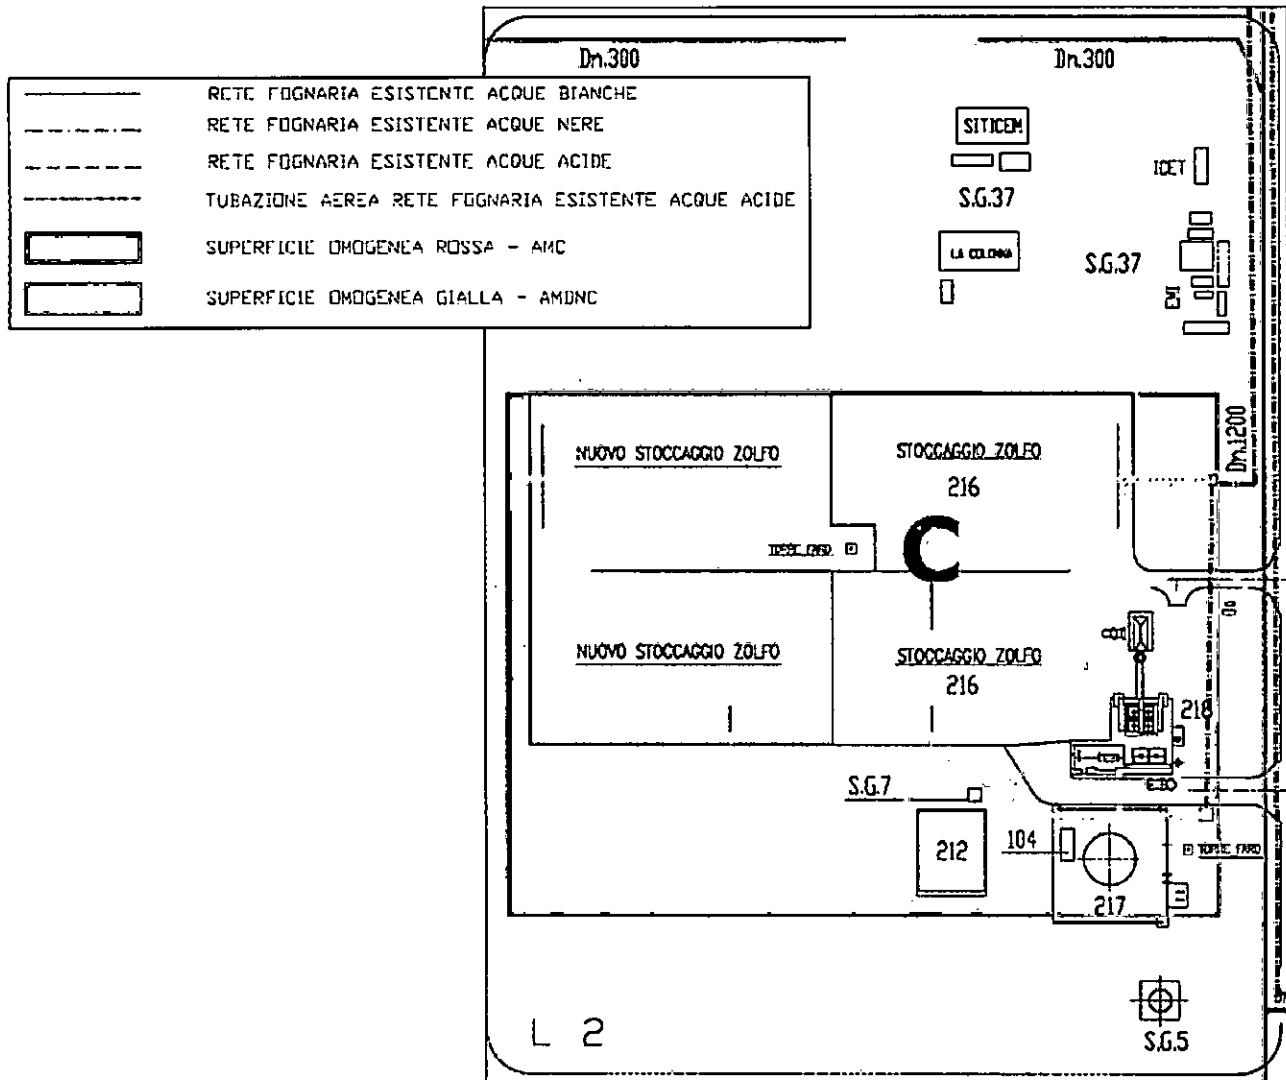 Dn.300
Dn.300
RETE FOGNARIA ESISTENTE ACQUE BIANCHE
RETE FOGNARIA ESISTENTE ACQUE NERE
RETE FOGNARIA ESISTENTE ACQUE ACIDE
TUBAZIONE AEREA RETE FOGNARIA ESISTENTE ACQUE ACIDE
SUPERFICIE OMOGENEA ROSSA - AMC
SUPERFICIE OMOGENEA GIALLA - AMDNC
SITICEM
ICET
S.G.37
LA COLONNA
S.G.37
EMI
Dn.1200
NUOVO STOCCAGGIO ZOLFO
STOCCAGGIO ZOLFO
216
C
NUOVO STOCCAGGIO ZOLFO
STOCCAGGIO ZOLFO
216
218
S.G.7
212
104
TORRE FARO
217
L 2
S.G.5